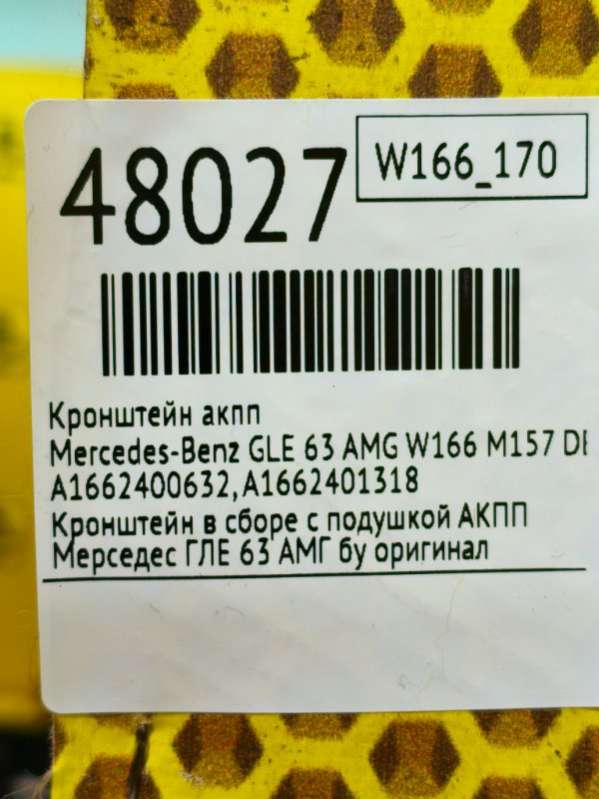 48027
W166_170
Кронштейн акпп
Mercedes-Benz GLE 63 AMG W166 M157 DE
A1662400632,A1662401318
Кронштейн в сборе с подушкой АКПП
Мерседес ГЛЕ 63 АМГ бу оригинал